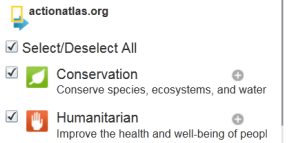 actionatlas.org
Select/Deselect All
Conservation
Conserve species, ecosystems, and water
Humanitarian
Improve the health and well-being of peopl